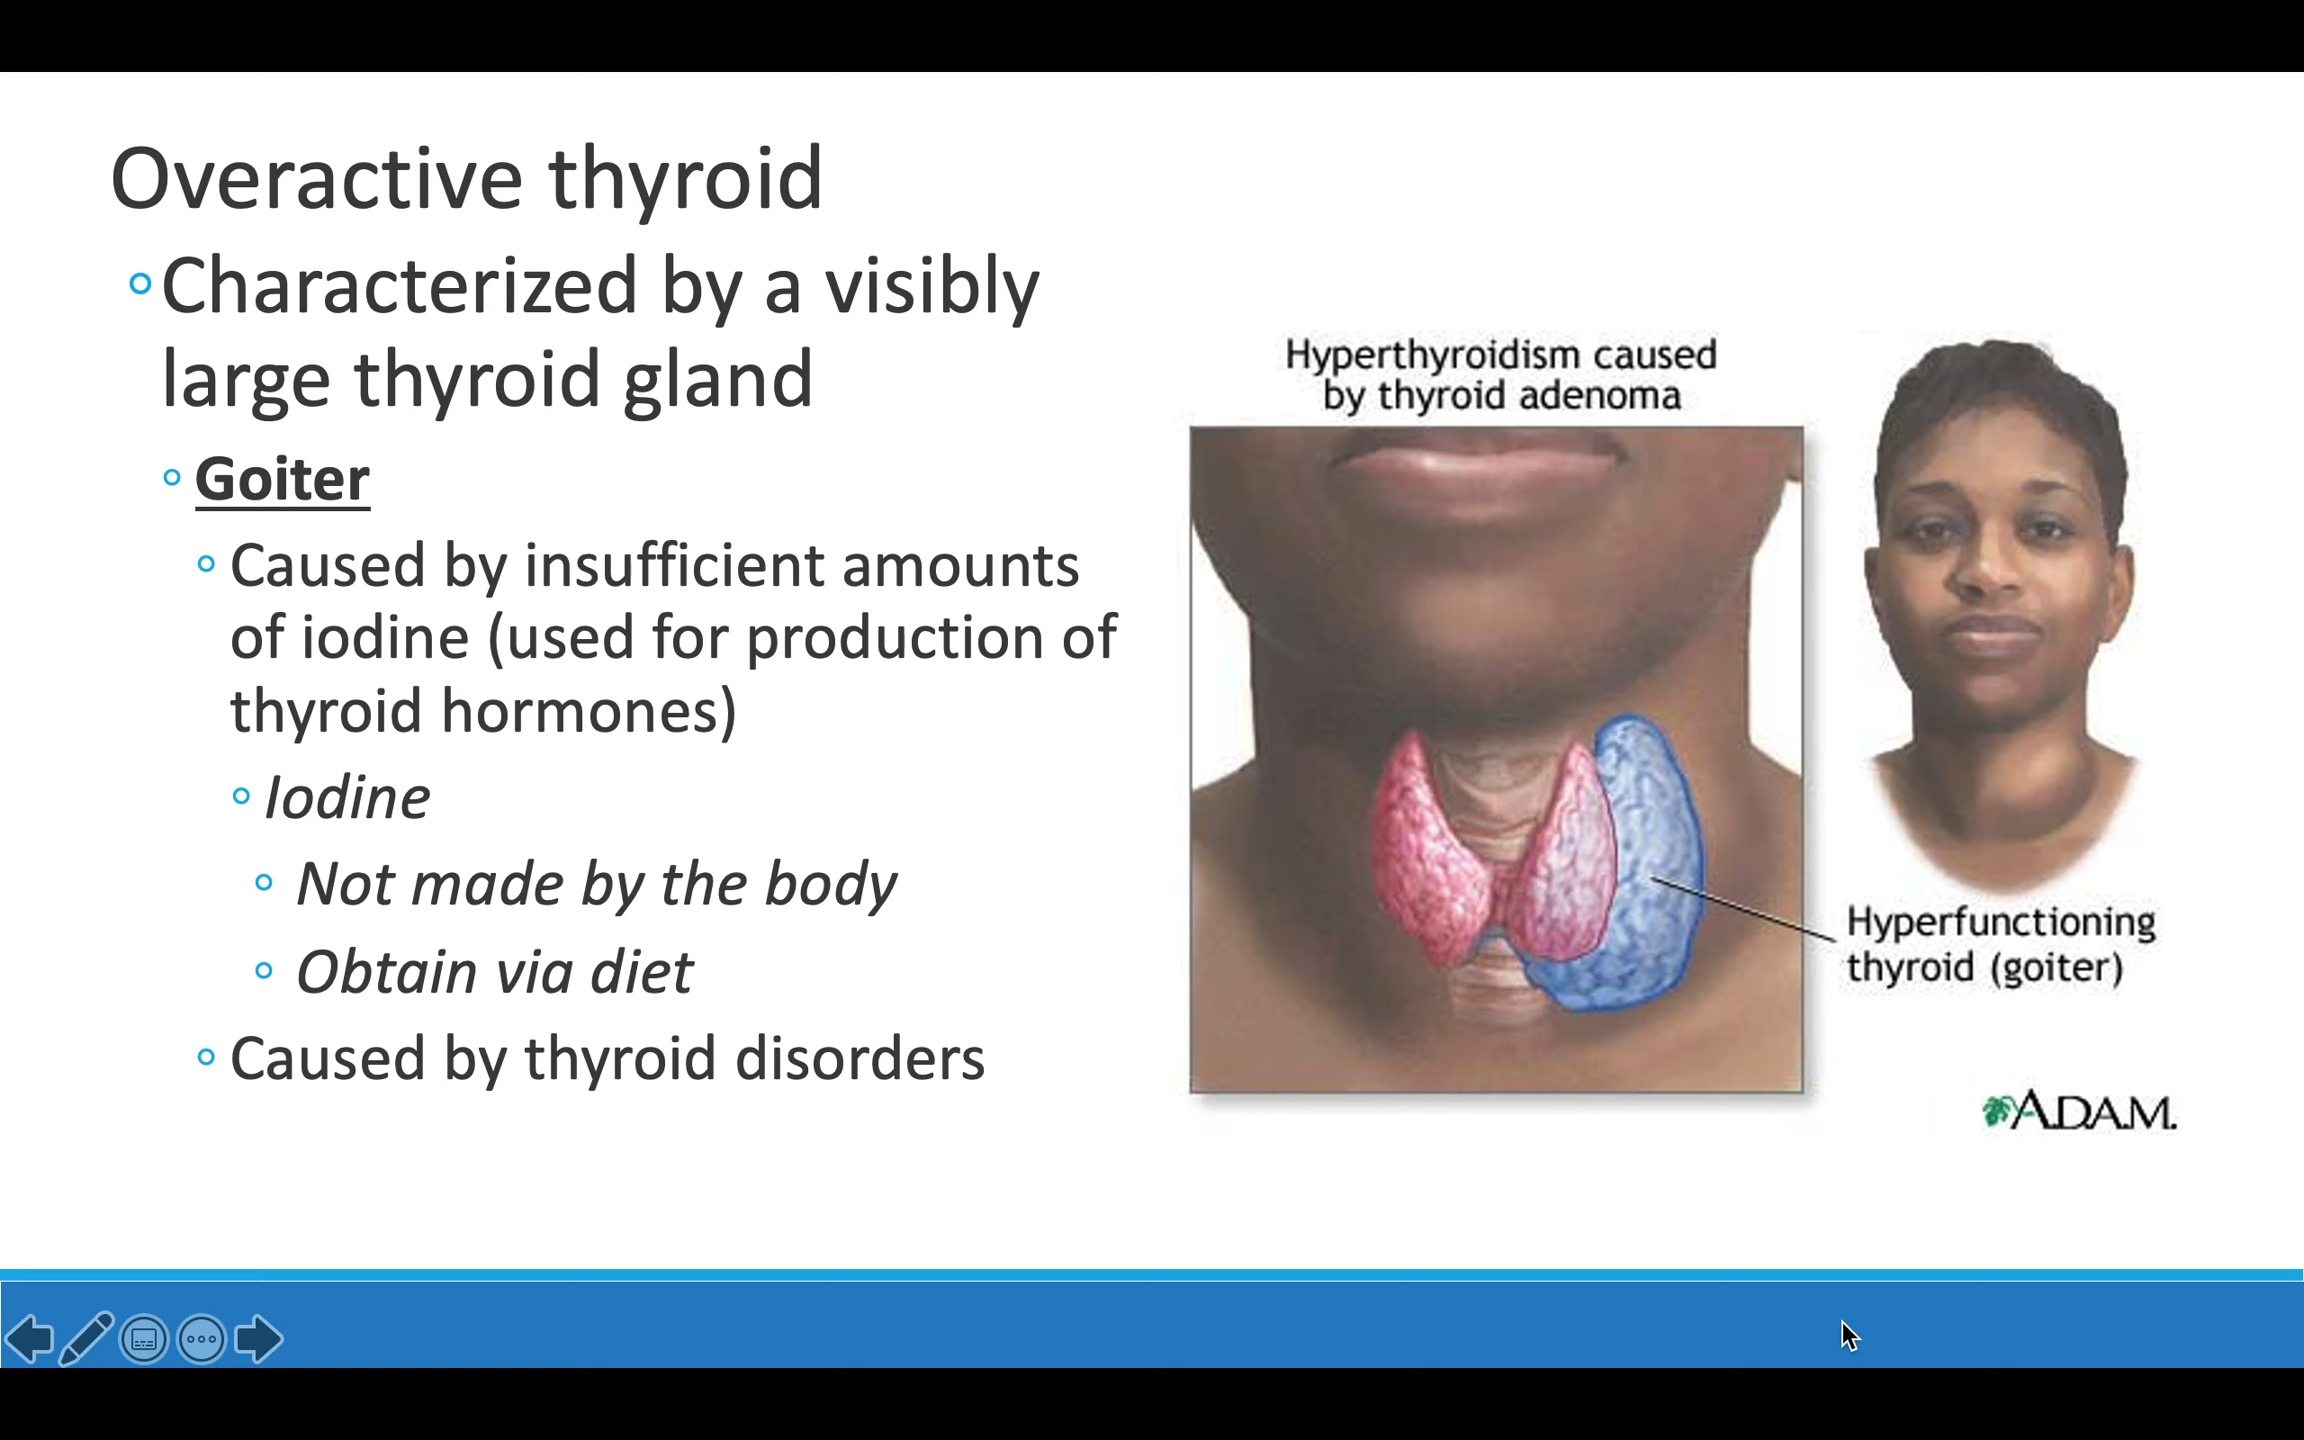 Overactive thyroid
Characterized by a visibly
large thyroid gland
Goiter
Caused by insufficient amounts
of iodine (used for production of
thyroid hormones)
Iodine
Not made by the body
Obtain via diet
Caused by thyroid disorders
Hyperthyroidism caused
by thyroid adenoma
Hyperfunctioning
thyroid (goiter)
A.D.A.M.